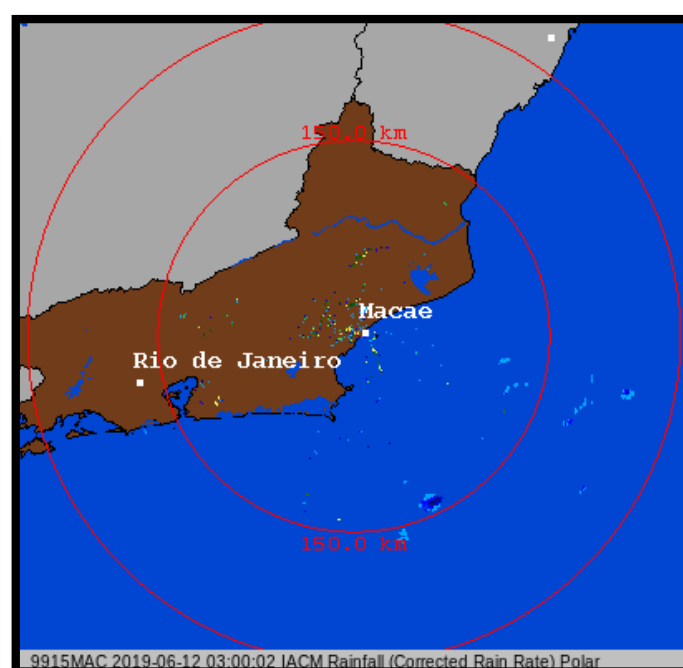 150.0 km
Macae
Rio de Janeiro
150.0 km
9915MAC 2019-06-12 03:00:02 IACM Rainfall (Corrected Rain Rate) Polar